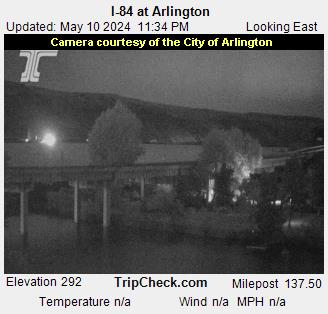 I-84 at Arlington
Updated: May 10 2024 11:34 PM Looking East
Camera courtesy of the City of Arlington
Elevation 292 TripCheck.com Milepost 137.50
Temperature n/a Wind n/a MPH n/a